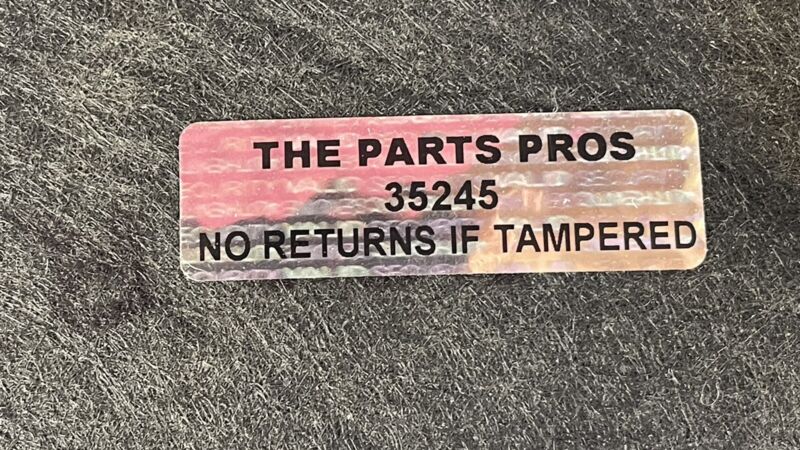 THE PARTS PROS
35245
NO RETURNS IF TAMPERED